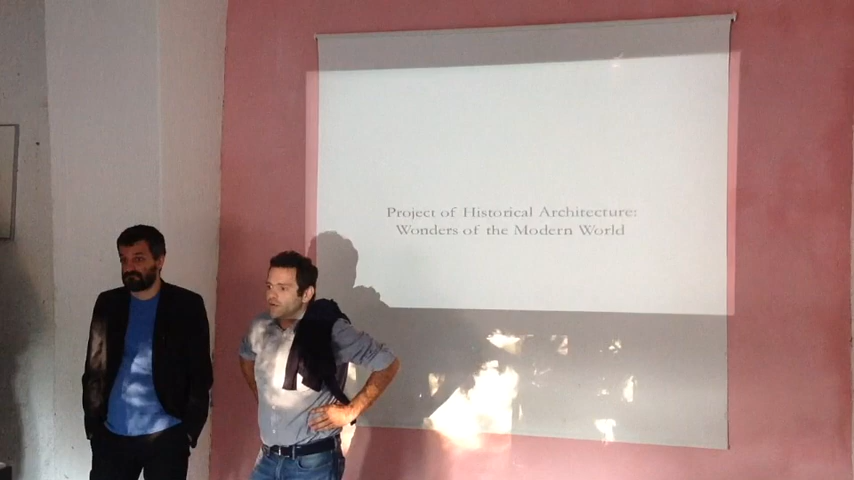 Project of Historical Architecture:
Wonders of the Modern World